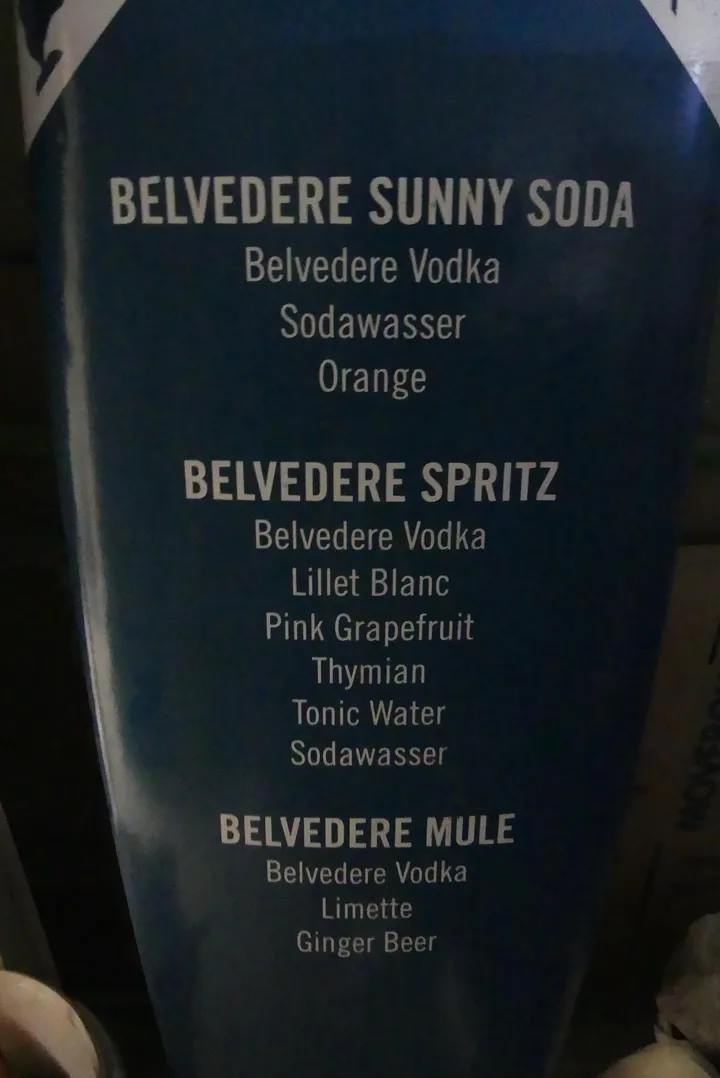 BELVEDERE SUNNY SODA
Belvedere Vodka
Sodawasser
Orange
BELVEDERE SPRITZ
Belvedere Vodka
Lillet Blanc
Pink Grapefruit
Thymian
Tonic Water
Sodawasser
BELVEDERE MULE
Belvedere Vodka
Limette
Ginger Beer